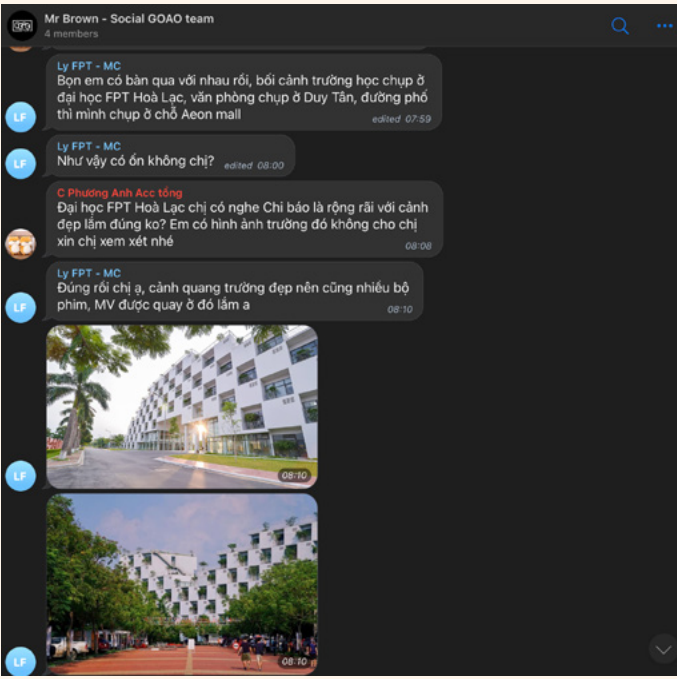 Mr Brown - Social GOAO team
4 members
Ly FPT - MC
Bọn em có bàn qua với nhau rồi, bối cảnh trường học chụp ở
đại học FPT Hoà Lạc, văn phòng chụp ở Duy Tân, đường phố
thì mình chụp ở chỗ Aeon mall
edited 07:59
LF
Ly FPT - MC
Như vậy có ổn không chị?
edited 08:00
LF
C Phương Anh Acc tổng
Đại học FPT Hoà Lạc chị có nghe Chi báo là rộng rãi với cảnh
đẹp lắm đúng ko? Em có hình ảnh trường đó không cho chị
xin chị xem xét nhé
08:08
Ly FPT - MC
Đúng rồi chị ạ, cảnh quang trường đẹp nên cũng nhiều bộ
phim, MV được quay ở đó lắm ạ
08:10
LF
08:10
LF
08:10
LF